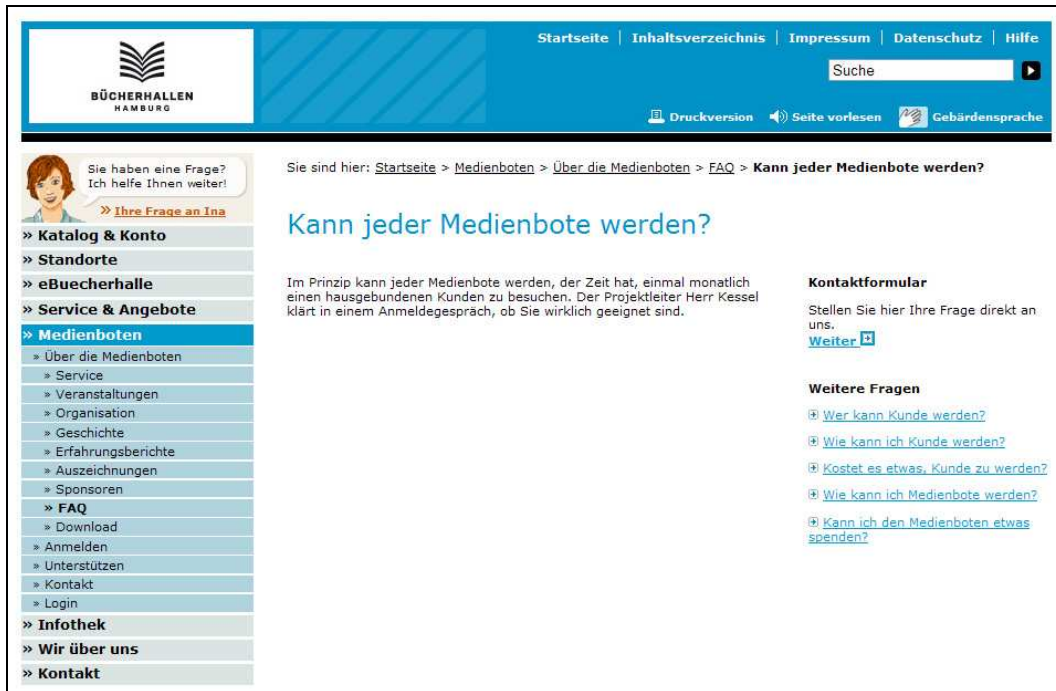 BÜCHERHALLEN
HAMBURG
Startseite | Inhaltsverzeichnis | Impressum | Datenschutz | Hilfe
Suche
Druckversion Seite vorlesen Gebärdensprache
Sie haben eine Frage?
Ich helfe Ihnen weiter!
» Ihre Frage an Ina
» Katalog & Konto
» Standorte
» eBuecherhalle
» Service & Angebote
» Medienboten
» Über die Medienboten
» Service
» Veranstaltungen
» Organisation
» Geschichte
» Erfahrungsberichte
» Auszeichnungen
» Sponsoren
» FAQ
» Download
» Anmelden
» Unterstützen
» Kontakt
» Login
» Infothek
» Wir über uns
» Kontakt
Sie sind hier: Startseite > Medienboten > Über die Medienboten > FAQ > Kann jeder Medienbote werden?
Kann jeder Medienbote werden?
Im Prinzip kann jeder Medienbote werden, der Zeit hat, einmal monatlich
einen hausgebundenen Kunden zu besuchen. Der Projektleiter Herr Kessel
klärt in einem Anmeldegespräch, ob Sie wirklich geeignet sind.
Kontaktformular
Stellen Sie hier Ihre Frage direkt an
uns.
Weiter
Weitere Fragen
Wer kann Kunde werden?
Wie kann ich Kunde werden?
Kostet es etwas, Kunde zu werden?
Wie kann ich Medienbote werden?
Kann ich den Medienboten etwas
spenden?